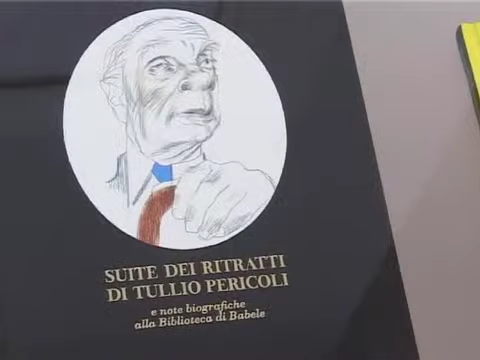 SUITE DEI RITRATTI
DI TULLIO PERICOLI
e note biografiche
alla Biblioteca di Babele